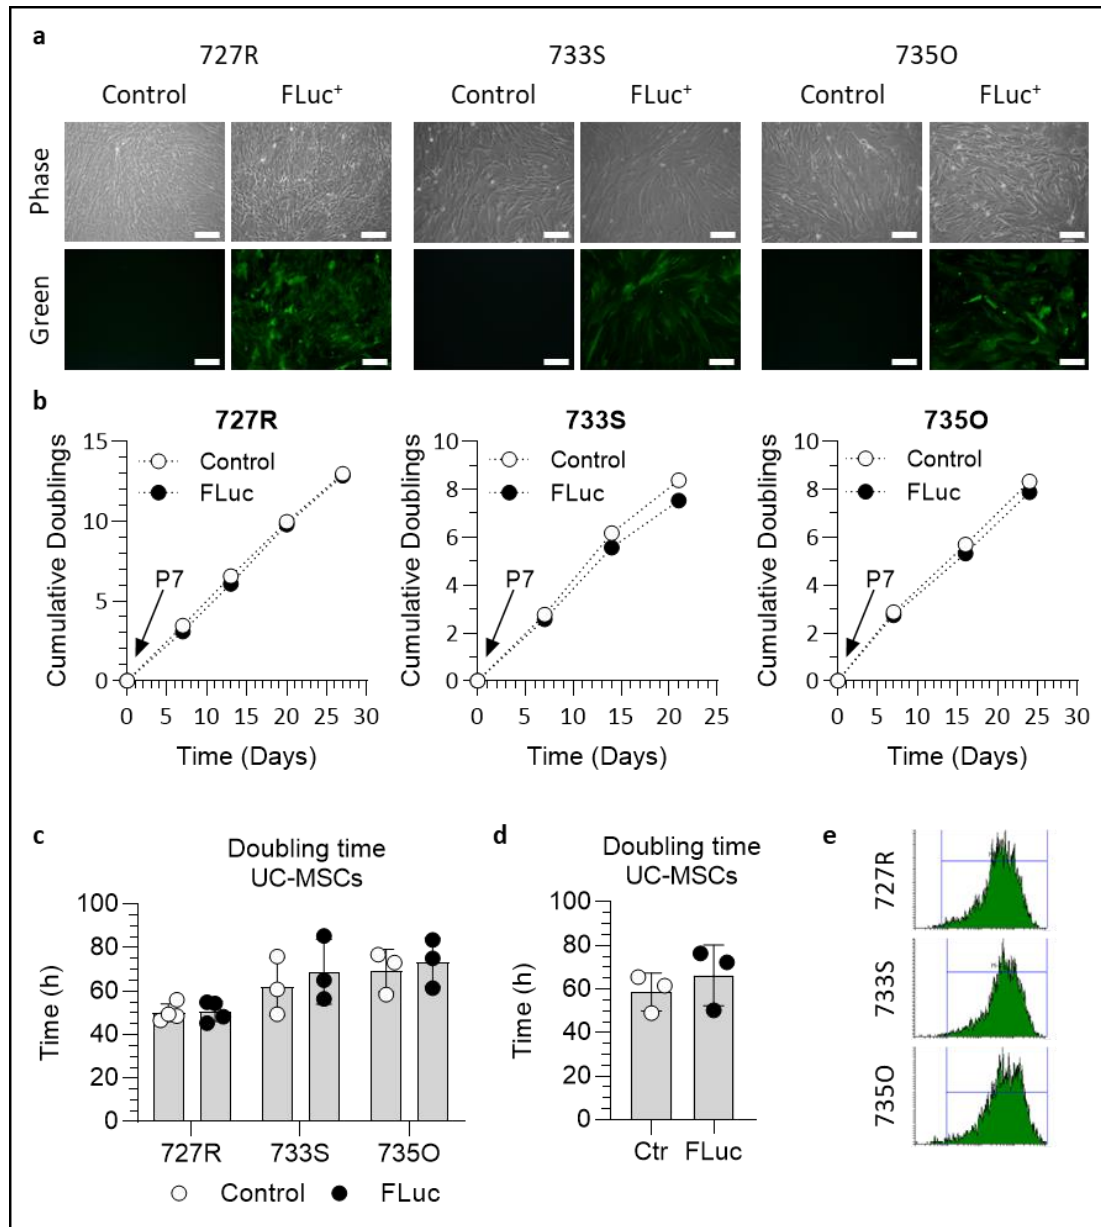 a
727R 733S 735O
Control FLuc⁺ Control FLuc⁺ Control FLuc⁺
Phase
Green
b
727R
Cumulative Doublings
15
10
5
0
Control
FLuc
P7
0 5 10 15 20 25 30
Time (Days)
733S
Cumulative Doublings
10
8
6
4
2
0
Control
FLuc
P7
0 5 10 15 20 25
Time (Days)
735O
Cumulative Doublings
10
8
6
4
2
0
Control
FLuc
P7
0 5 10 15 20 25 30
Time (Days)
c
Doubling time
UC-MSCs
Time (h)
100
80
60
40
20
0
727R 733S 735O
Control FLuc
d
Doubling time
UC-MSCs
Time (h)
100
80
60
40
20
0
Ctr FLuc
e
727R
733S
735O